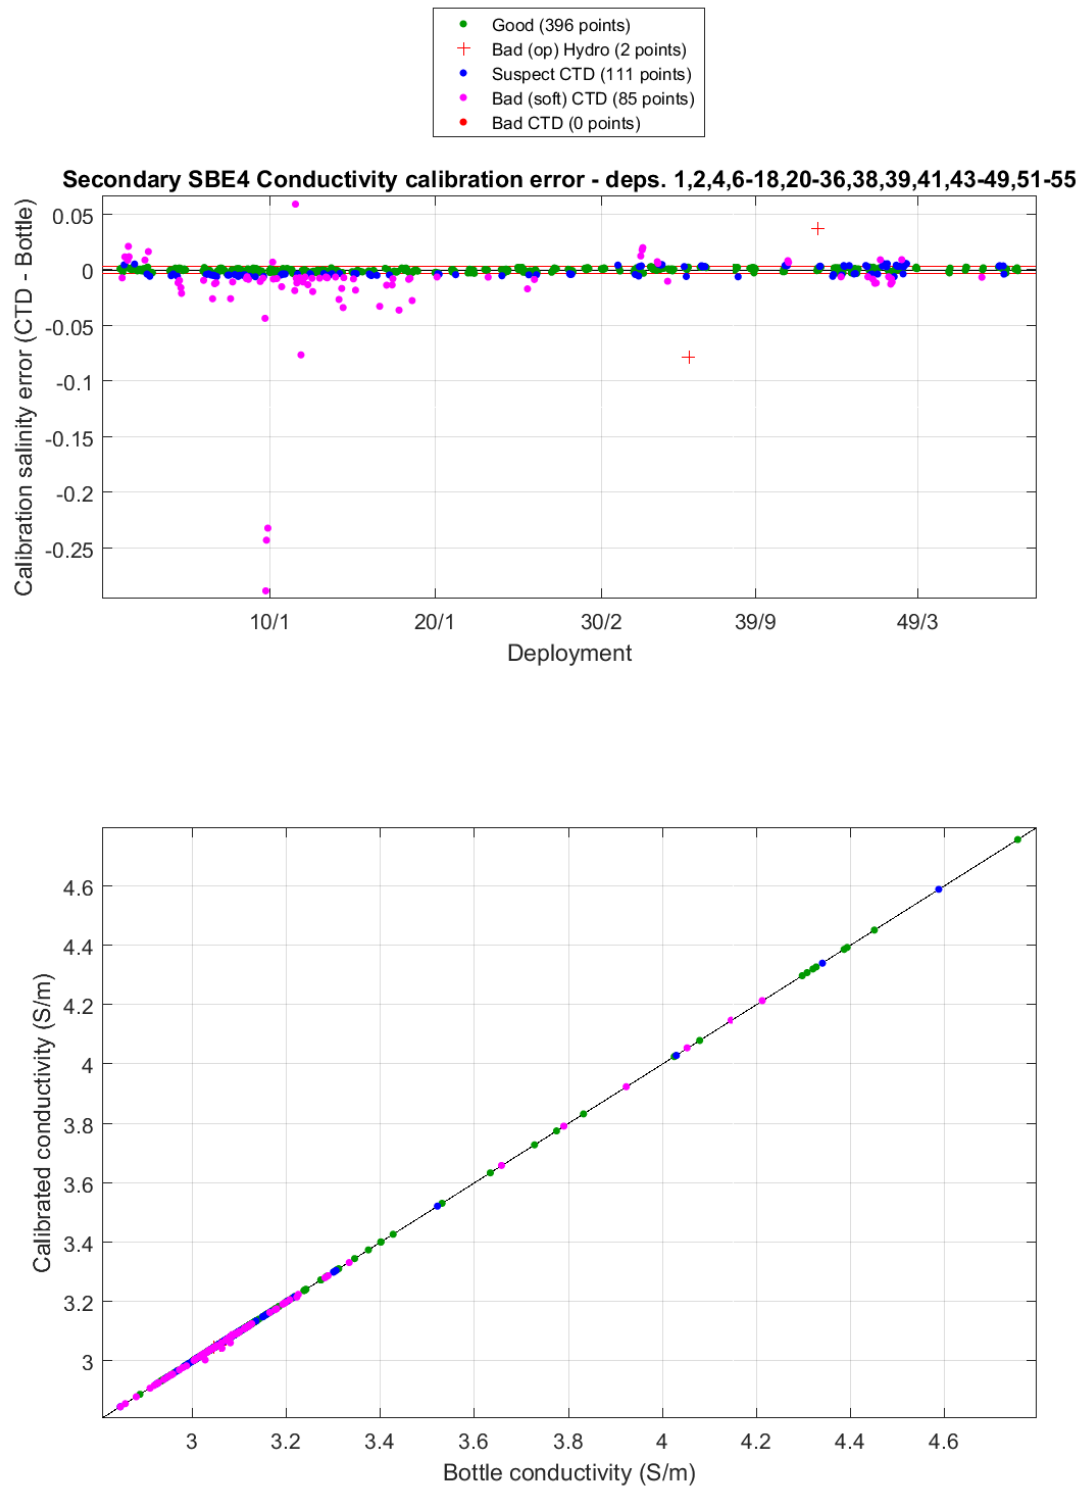 Good (396 points)
Bad (op) Hydro (2 points)
Suspect CTD (111 points)
Bad (soft) CTD (85 points)
Bad CTD (0 points)
Secondary SBE4 Conductivity calibration error - deps. 1,2,4,6-18,20-36,38,39,41,43-49,51-55
Calibration salinity error (CTD - Bottle)
0.05
0
-0.05
-0.1
-0.15
-0.2
-0.25
10/1 20/1 30/2 39/9 49/3
Deployment
Calibrated conductivity (S/m)
4.6
4.4
4.2
4
3.8
3.6
3.4
3.2
3
3 3.2 3.4 3.6 3.8 4 4.2 4.4 4.6
Bottle conductivity (S/m)